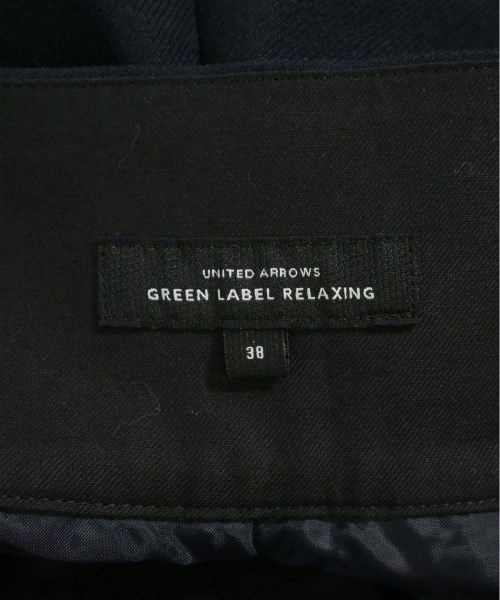 UNITED ARROWS
GREEN LABEL RELAXING
38